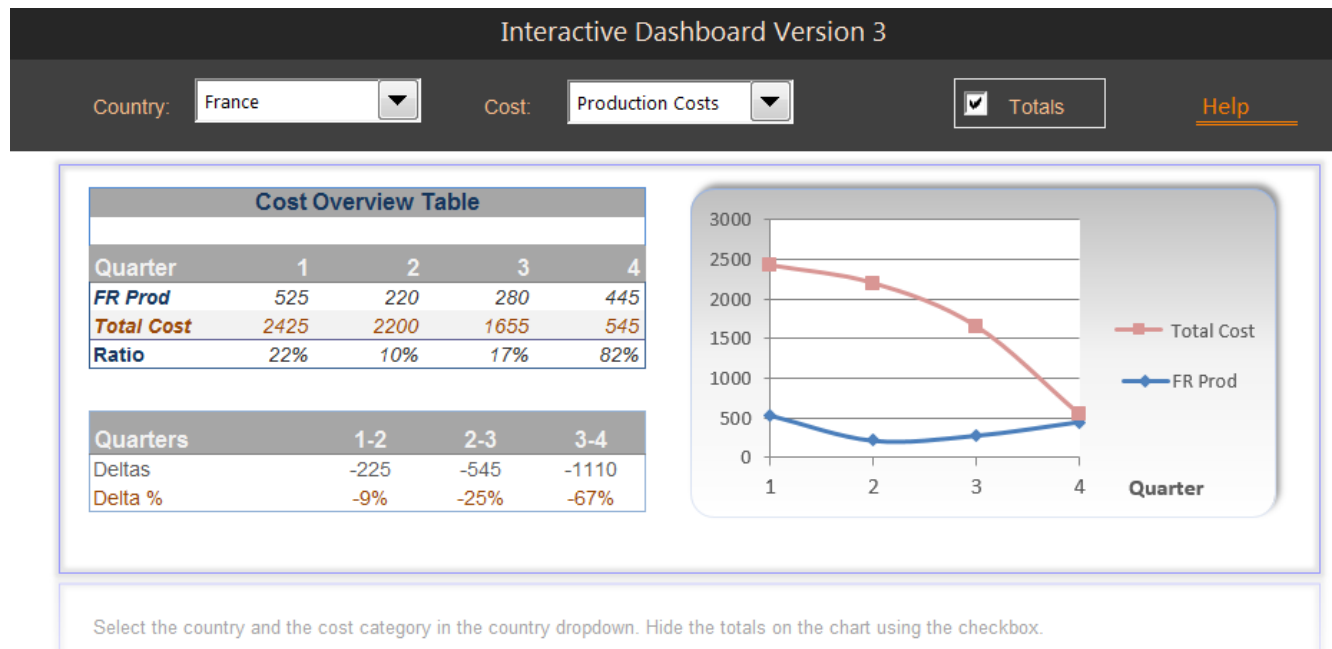 Interactive Dashboard Version 3
Country: France Cost: Production Costs Totals Help
Cost Overview Table
Quarter 1 2 3 4
FR Prod 525 220 280 445
Total Cost 2425 2200 1655 545
Ratio 22% 10% 17% 82%
Quarters 1-2 2-3 3-4
Deltas -225 -545 -1110
Delta % -9% -25% -67%
3000
2500
2000
1500
1000
500
0
1 2 3 4 Quarter
Total Cost
FR Prod
Select the country and the cost category in the country dropdown. Hide the totals on the chart using the checkbox.